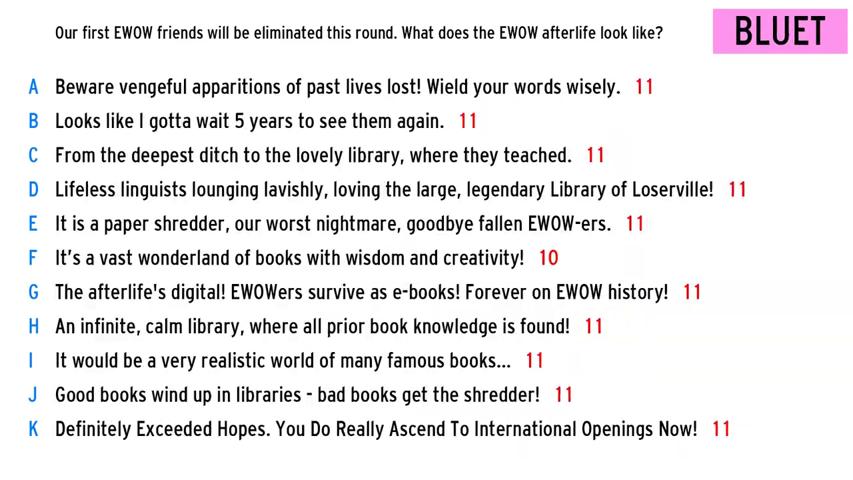 Our first EWOW friends will be eliminated this round. What does the EWOW afterlife look like?
BLUET
A Beware vengeful apparitions of past lives lost! Wield your words wisely. 11
B Looks like I gotta wait 5 years to see them again. 11
C From the deepest ditch to the lovely library, where they teached. 11
D Lifeless linguists lounging lavishly, loving the large, legendary Library of Loserville! 11
E It is a paper shredder, our worst nightmare, goodbye fallen EWOW-ers. 11
F It's a vast wonderland of books with wisdom and creativity! 10
G The afterlife's digital! EWOWers survive as e-books! Forever on EWOW history! 11
H An infinite, calm library, where all prior book knowledge is found! 11
I It would be a very realistic world of many famous books... 11
J Good books wind up in libraries - bad books get the shredder! 11
K Definitely Exceeded Hopes. You Do Really Ascend To International Openings Now! 11